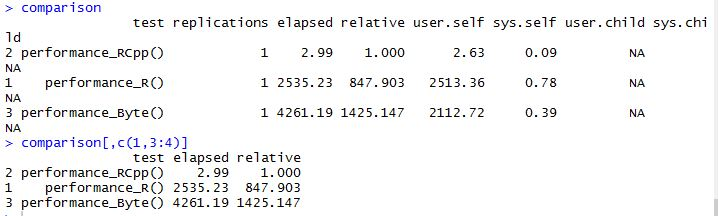 > comparison
test replications elapsed relative user.self sys.self user.child sys.chi
ld
2 performance_RCpp() 1 2.99 1.000 2.63 0.09 NA
NA
1 performance_R() 1 2535.23 847.903 2513.36 0.78 NA
NA
3 performance_Byte() 1 4261.19 1425.147 2112.72 0.39 NA
NA
> comparison[,c(1,3:4)]
test elapsed relative
2 performance_RCpp() 2.99 1.000
1 performance_R() 2535.23 847.903
3 performance_Byte() 4261.19 1425.147